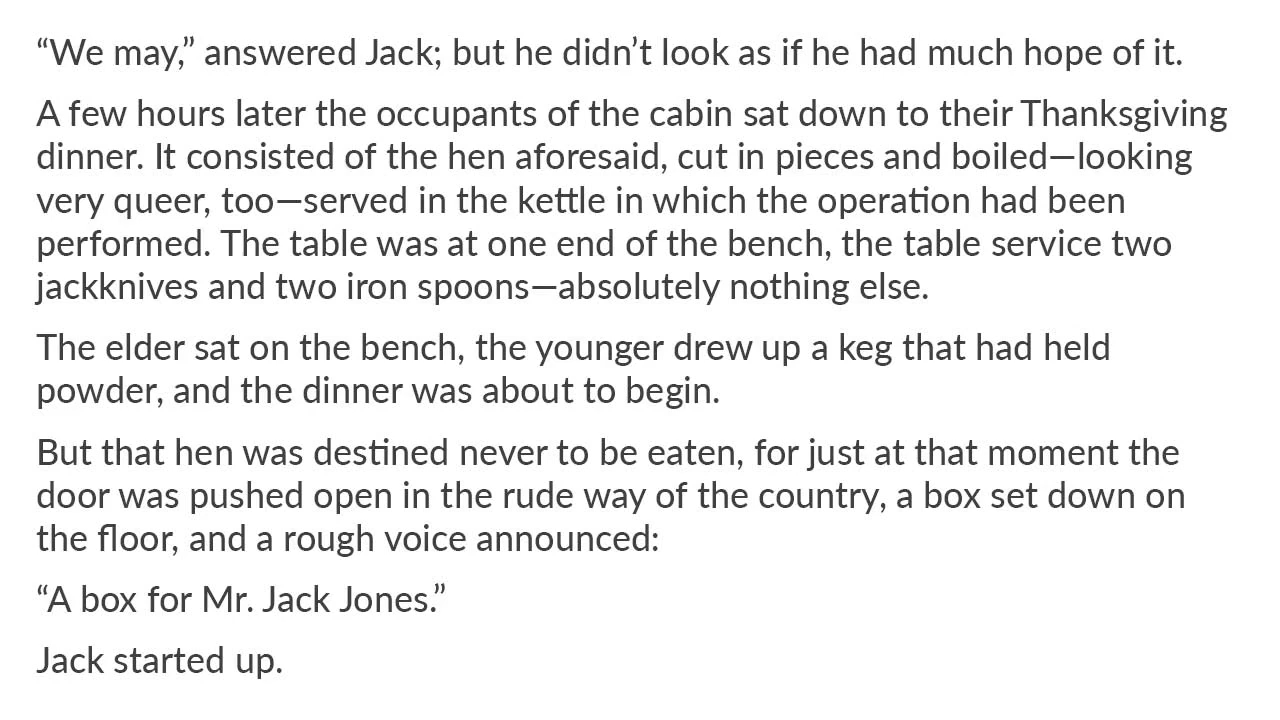 “We may,” answered Jack; but he didn’t look as if he had much hope of it.
A few hours later the occupants of the cabin sat down to their Thanksgiving
dinner. It consisted of the hen aforesaid, cut in pieces and boiled—looking
very queer, too—served in the kettle in which the operation had been
performed. The table was at one end of the bench, the table service two
jackknives and two iron spoons—absolutely nothing else.
The elder sat on the bench, the younger drew up a keg that had held
powder, and the dinner was about to begin.
But that hen was destined never to be eaten, for just at that moment the
door was pushed open in the rude way of the country, a box set down on
the floor, and a rough voice announced:
“A box for Mr. Jack Jones.”
Jack started up.